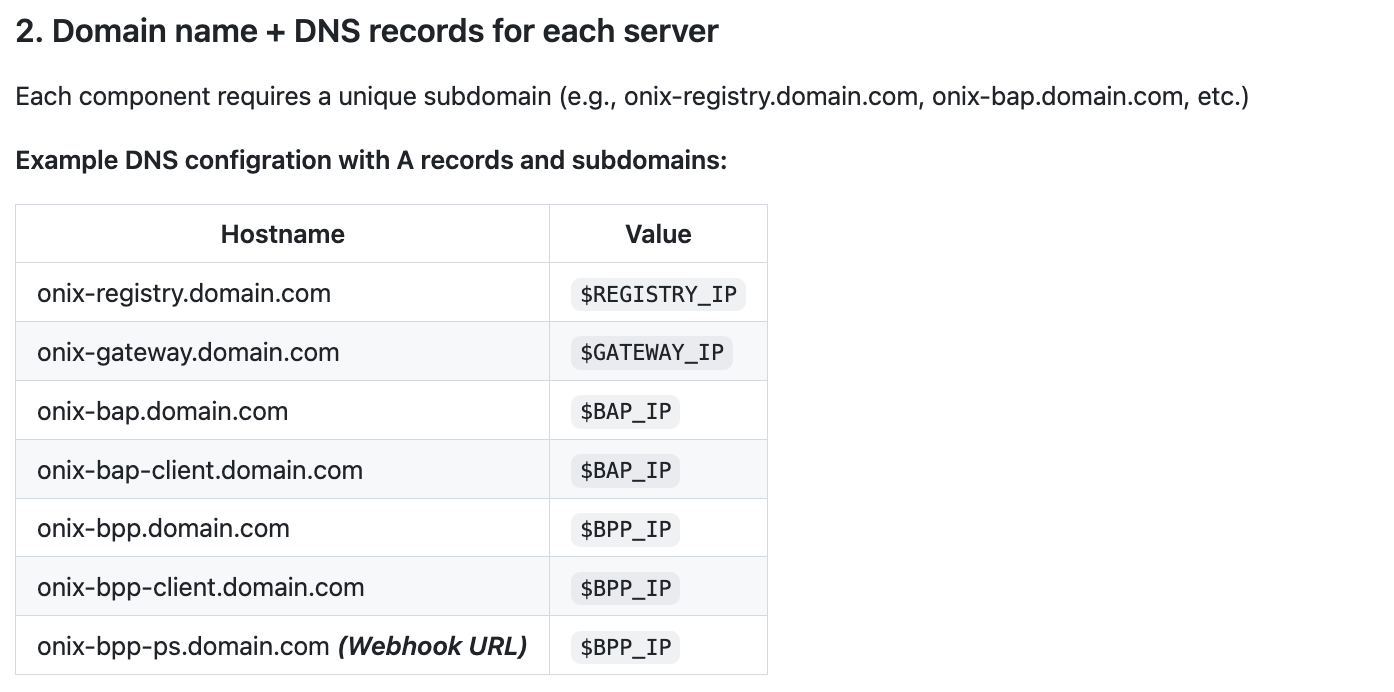 2. Domain name + DNS records for each server
Each component requires a unique subdomain (e.g., onix-registry.domain.com, onix-bap.domain.com, etc.)
Example DNS configration with A records and subdomains:
Hostname Value
onix-registry.domain.com $REGISTRY_IP
onix-gateway.domain.com $GATEWAY_IP
onix-bap.domain.com $BAP_IP
onix-bap-client.domain.com $BAP_IP
onix-bpp.domain.com $BPP_IP
onix-bpp-client.domain.com $BPP_IP
onix-bpp-ps.domain.com (Webhook URL) $BPP_IP